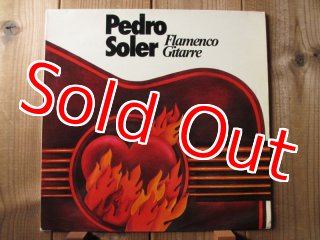 Pedro
Soler
Flamenco
Gitarre
Sold Out